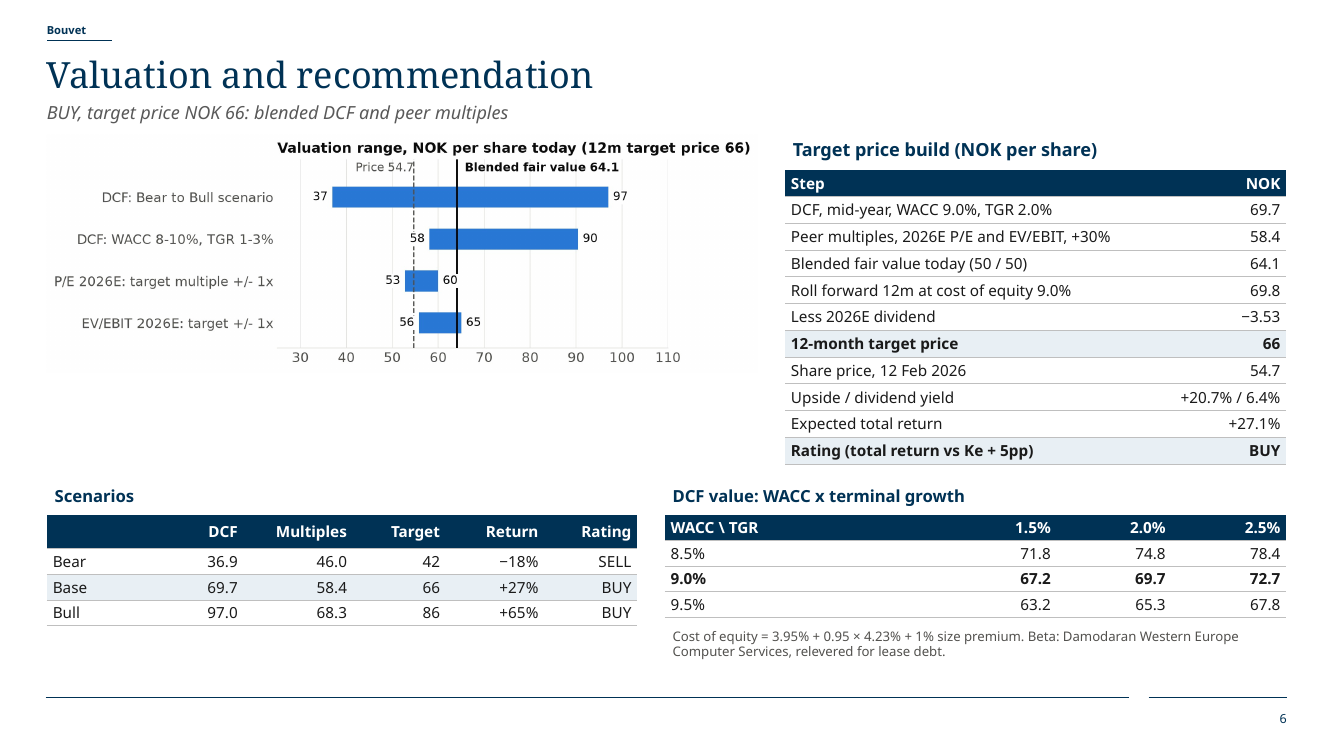 Bouvet
Valuation and recommendation
BUY, target price NOK 66: blended DCF and peer multiples
Valuation range, NOK per share today (12m target price 66)
Price 54.7 Blended fair value 64.1
DCF: Bear to Bull scenario 37 97
DCF: WACC 8-10%, TGR 1-3% 58 90
P/E 2026E: target multiple +/- 1x 53 60
EV/EBIT 2026E: target +/- 1x 56 65
30 40 50 60 70 80 90 100 110
Target price build (NOK per share)
Step NOK
DCF, mid-year, WACC 9.0%, TGR 2.0% 69.7
Peer multiples, 2026E P/E and EV/EBIT, +30% 58.4
Blended fair value today (50 / 50) 64.1
Roll forward 12m at cost of equity 9.0% 69.8
Less 2026E dividend −3.53
12-month target price 66
Share price, 12 Feb 2026 54.7
Upside / dividend yield +20.7% / 6.4%
Expected total return +27.1%
Rating (total return vs Ke + 5pp) BUY
Scenarios
DCF Multiples Target Return Rating
Bear 36.9 46.0 42 −18% SELL
Base 69.7 58.4 66 +27% BUY
Bull 97.0 68.3 86 +65% BUY
DCF value: WACC x terminal growth
WACC \ TGR 1.5% 2.0% 2.5%
8.5% 71.8 74.8 78.4
9.0% 67.2 69.7 72.7
9.5% 63.2 65.3 67.8
Cost of equity = 3.95% + 0.95 × 4.23% + 1% size premium. Beta: Damodaran Western Europe
Computer Services, relevered for lease debt.
6